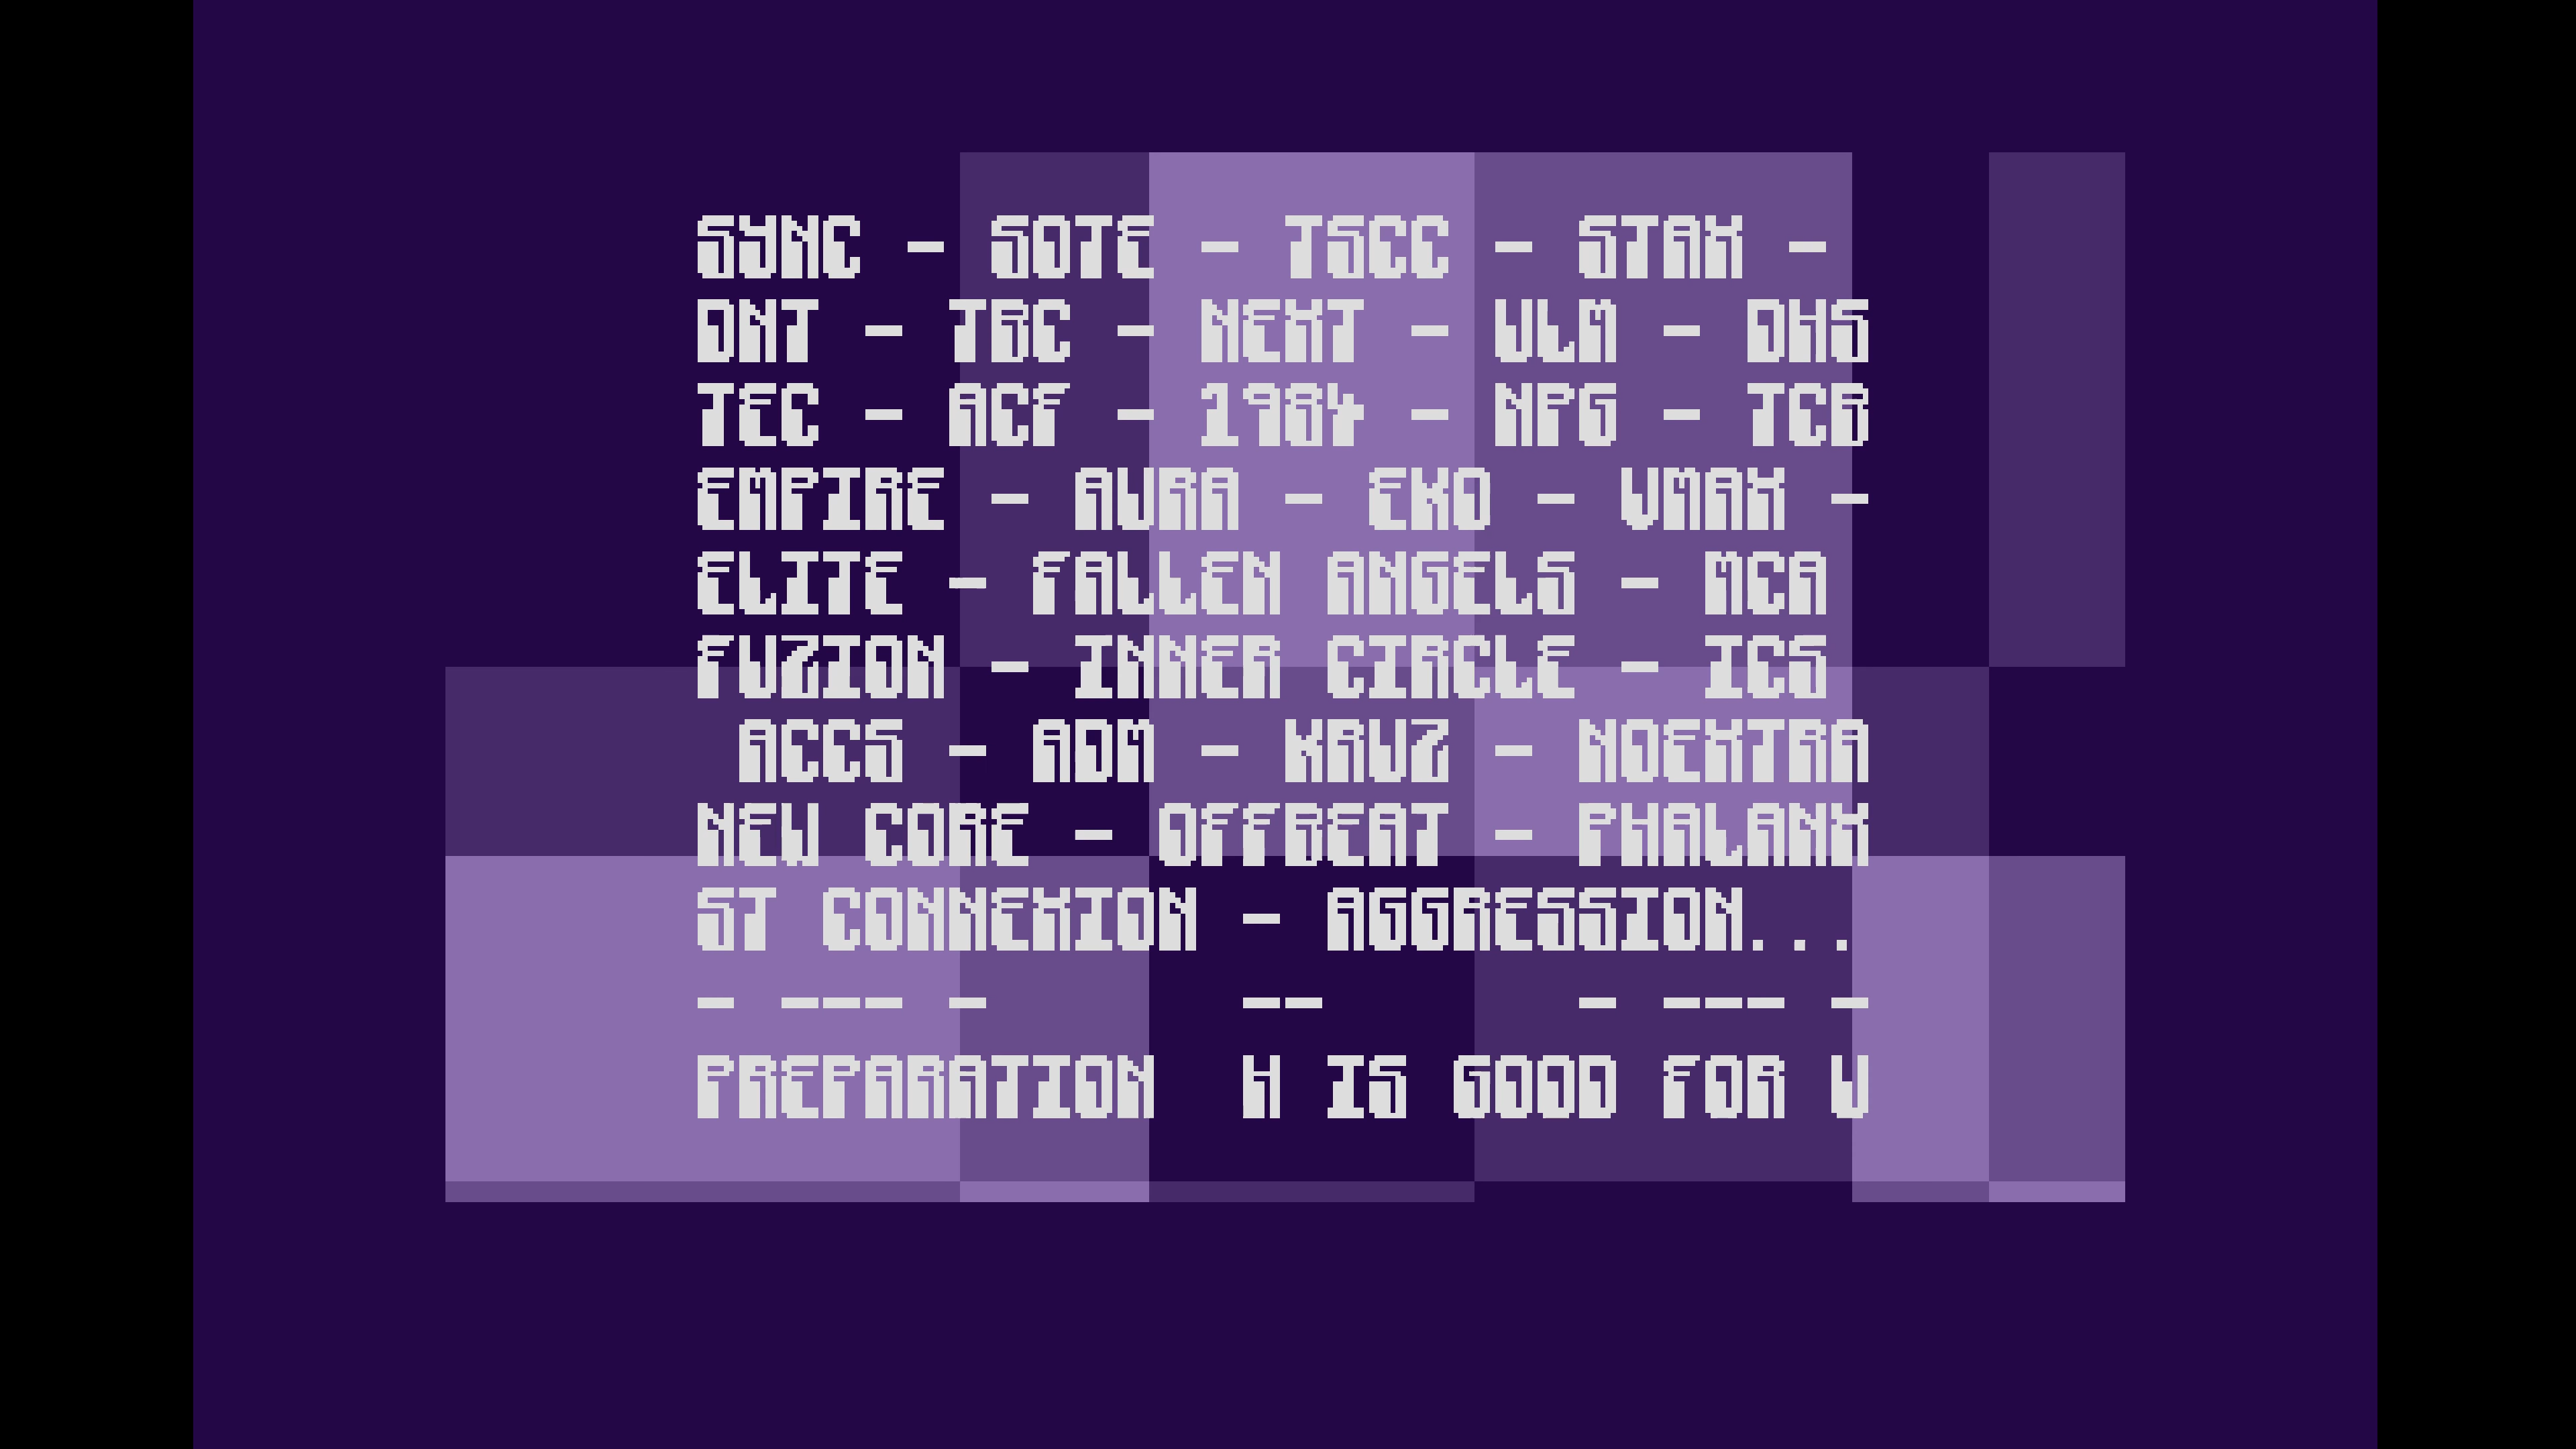 SYNC - SOTE - TSCC - STAX -
DNT - TBC - NEXT - ULM - DHS
TEC - ACF - 1984 - NPG - TCB
EMPIRE - AURA - EKO - VMAX -
ELITE - FALLEN ANGELS - MCA
FUZION - INNER CIRCLE - ICS
ACCS - ADM - KRUZ - NOEXTRA
NEW CORE - OFFBEAT - PHALANX
ST CONNEXION - AGGRESSION...
- --- - -- - --- -
PREPARATION H IS GOOD FOR U